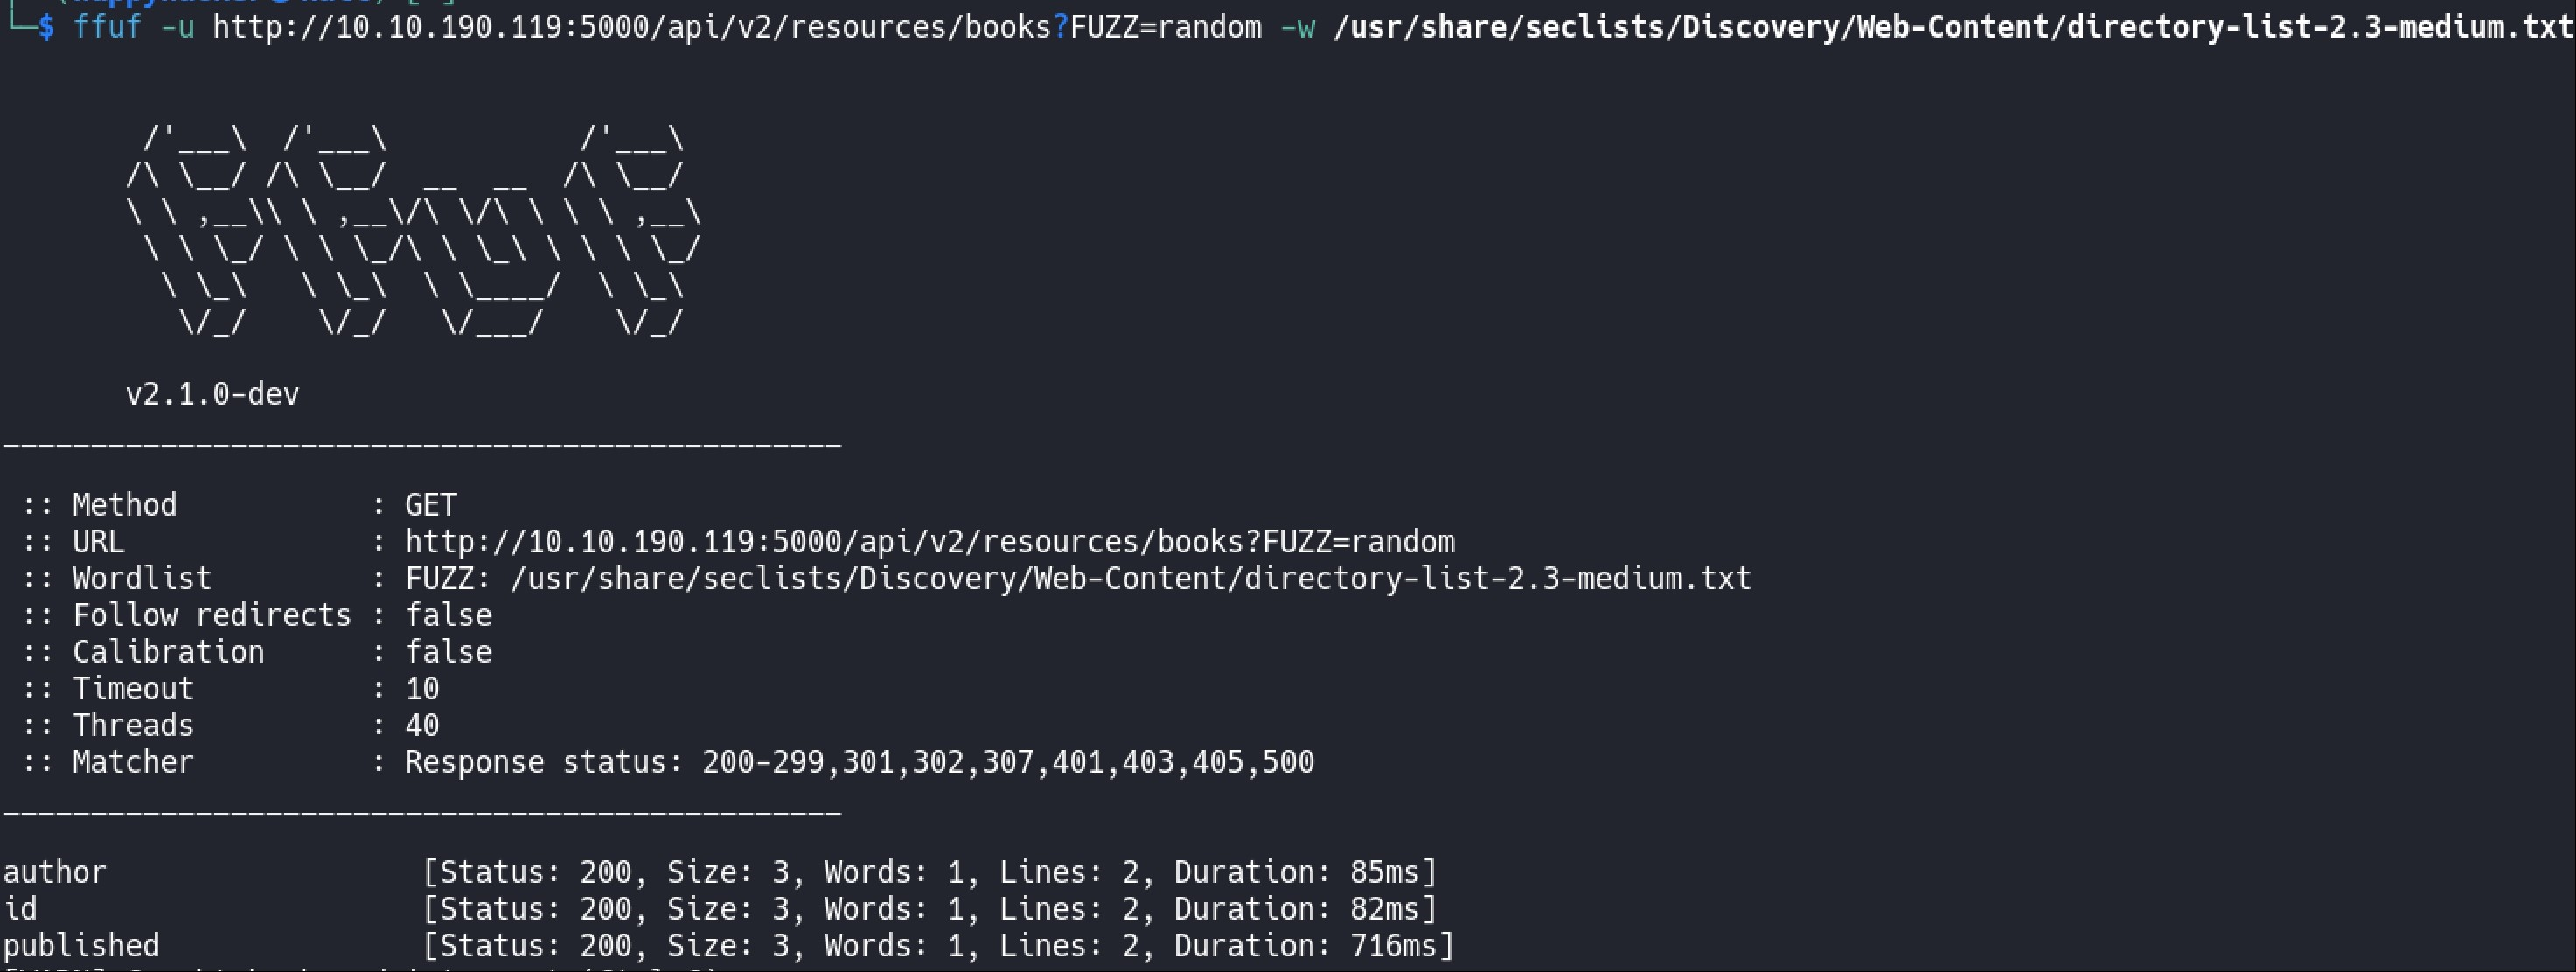 └─$ ffuf -u http://10.10.190.119:5000/api/v2/resources/books?FUZZ=random -w /usr/share/seclists/Discovery/Web-Content/directory-list-2.3-medium.txt
        /'___\  /'___\           /'___\
       /\ \__/ /\ \__/  __  __  /\ \__/
       \ \ ,__\\ \ ,__\/\ \/\ \ \ \ ,__\
        \ \ \_/ \ \ \_/\ \ \_\ \ \ \ \_/
         \ \_\   \ \_\  \ \____/  \ \_\
          \/_/    \/_/   \/___/    \/_/
       v2.1.0-dev
________________________________________________
 :: Method           : GET
 :: URL              : http://10.10.190.119:5000/api/v2/resources/books?FUZZ=random
 :: Wordlist         : FUZZ: /usr/share/seclists/Discovery/Web-Content/directory-list-2.3-medium.txt
 :: Follow redirects : false
 :: Calibration      : false
 :: Timeout          : 10
 :: Threads          : 40
 :: Matcher          : Response status: 200-299,301,302,307,401,403,405,500
________________________________________________
author                  [Status: 200, Size: 3, Words: 1, Lines: 2, Duration: 85ms]
id                      [Status: 200, Size: 3, Words: 1, Lines: 2, Duration: 82ms]
published               [Status: 200, Size: 3, Words: 1, Lines: 2, Duration: 716ms]